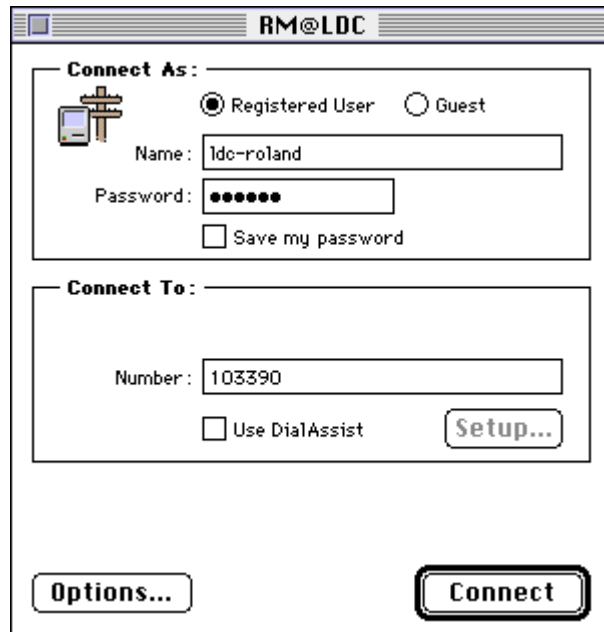 RM@LDC
Connect As:
Registered User Guest
Name: ldc-roland
Password: ●●●●●●
Save my password
Connect To:
Number: 103390
Use DialAssist Setup...
Options... Connect